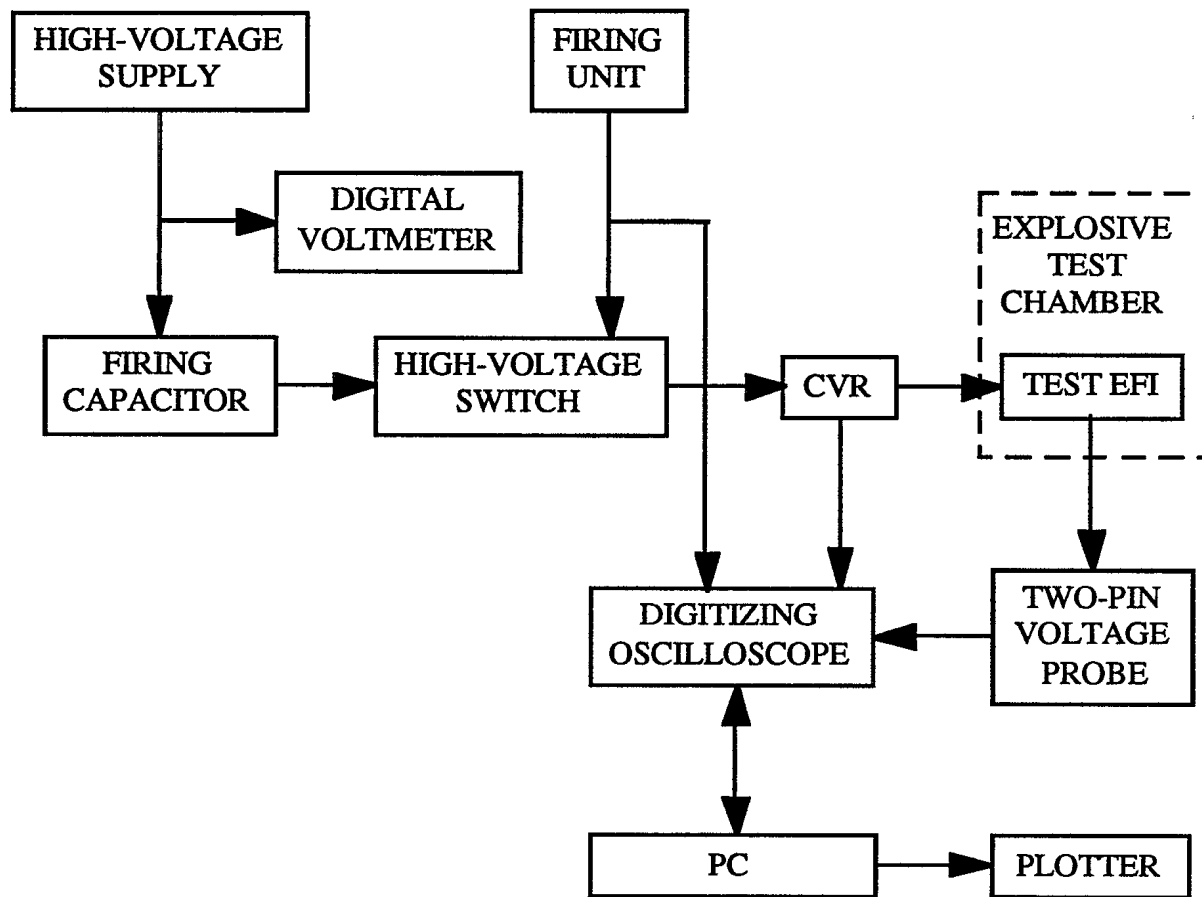 HIGH-VOLTAGE
SUPPLY
FIRING
UNIT
DIGITAL
VOLTMETER
EXPLOSIVE
TEST
CHAMBER
FIRING
CAPACITOR
HIGH-VOLTAGE
SWITCH
CVR
TEST EFI
DIGITIZING
OSCILLOSCOPE
TWO-PIN
VOLTAGE
PROBE
PC
PLOTTER